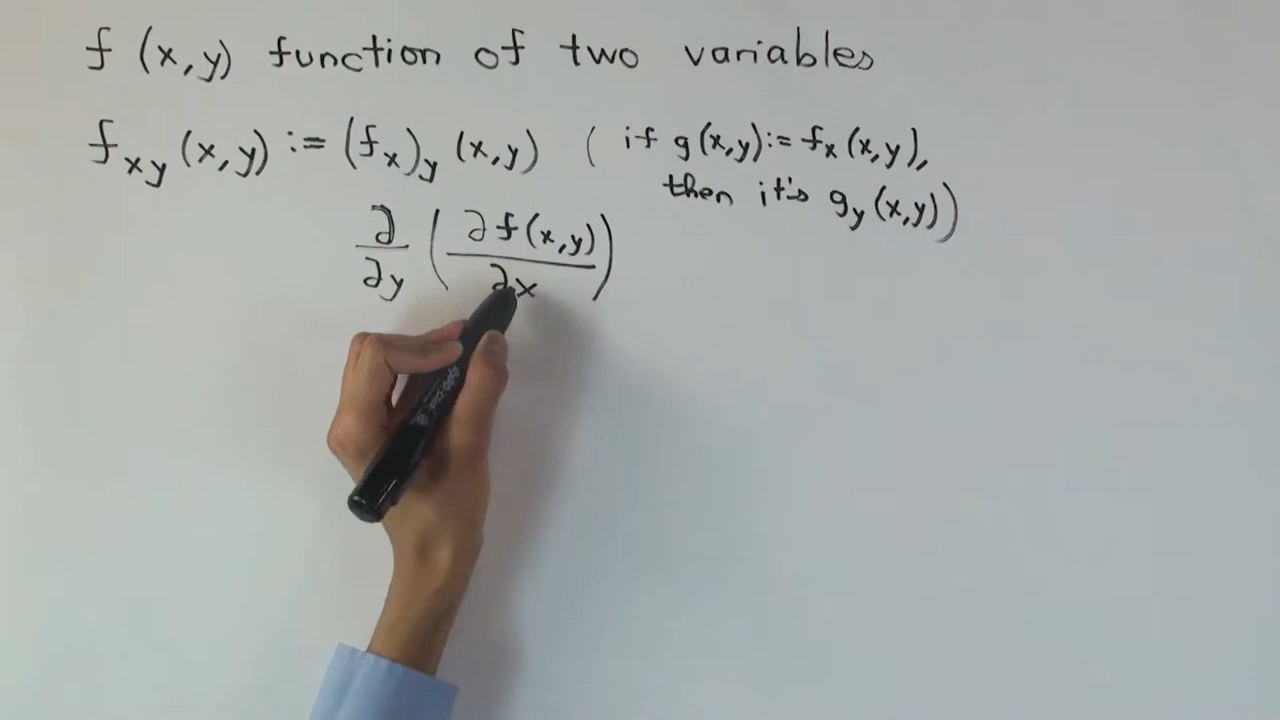 f (x,y) function of two variables
f_xy (x,y) := (f_x)_y (x,y) ( if g(x,y):= f_x (x,y),
then it's g_y (x,y))
∂/∂y (∂f(x,y)/∂x)